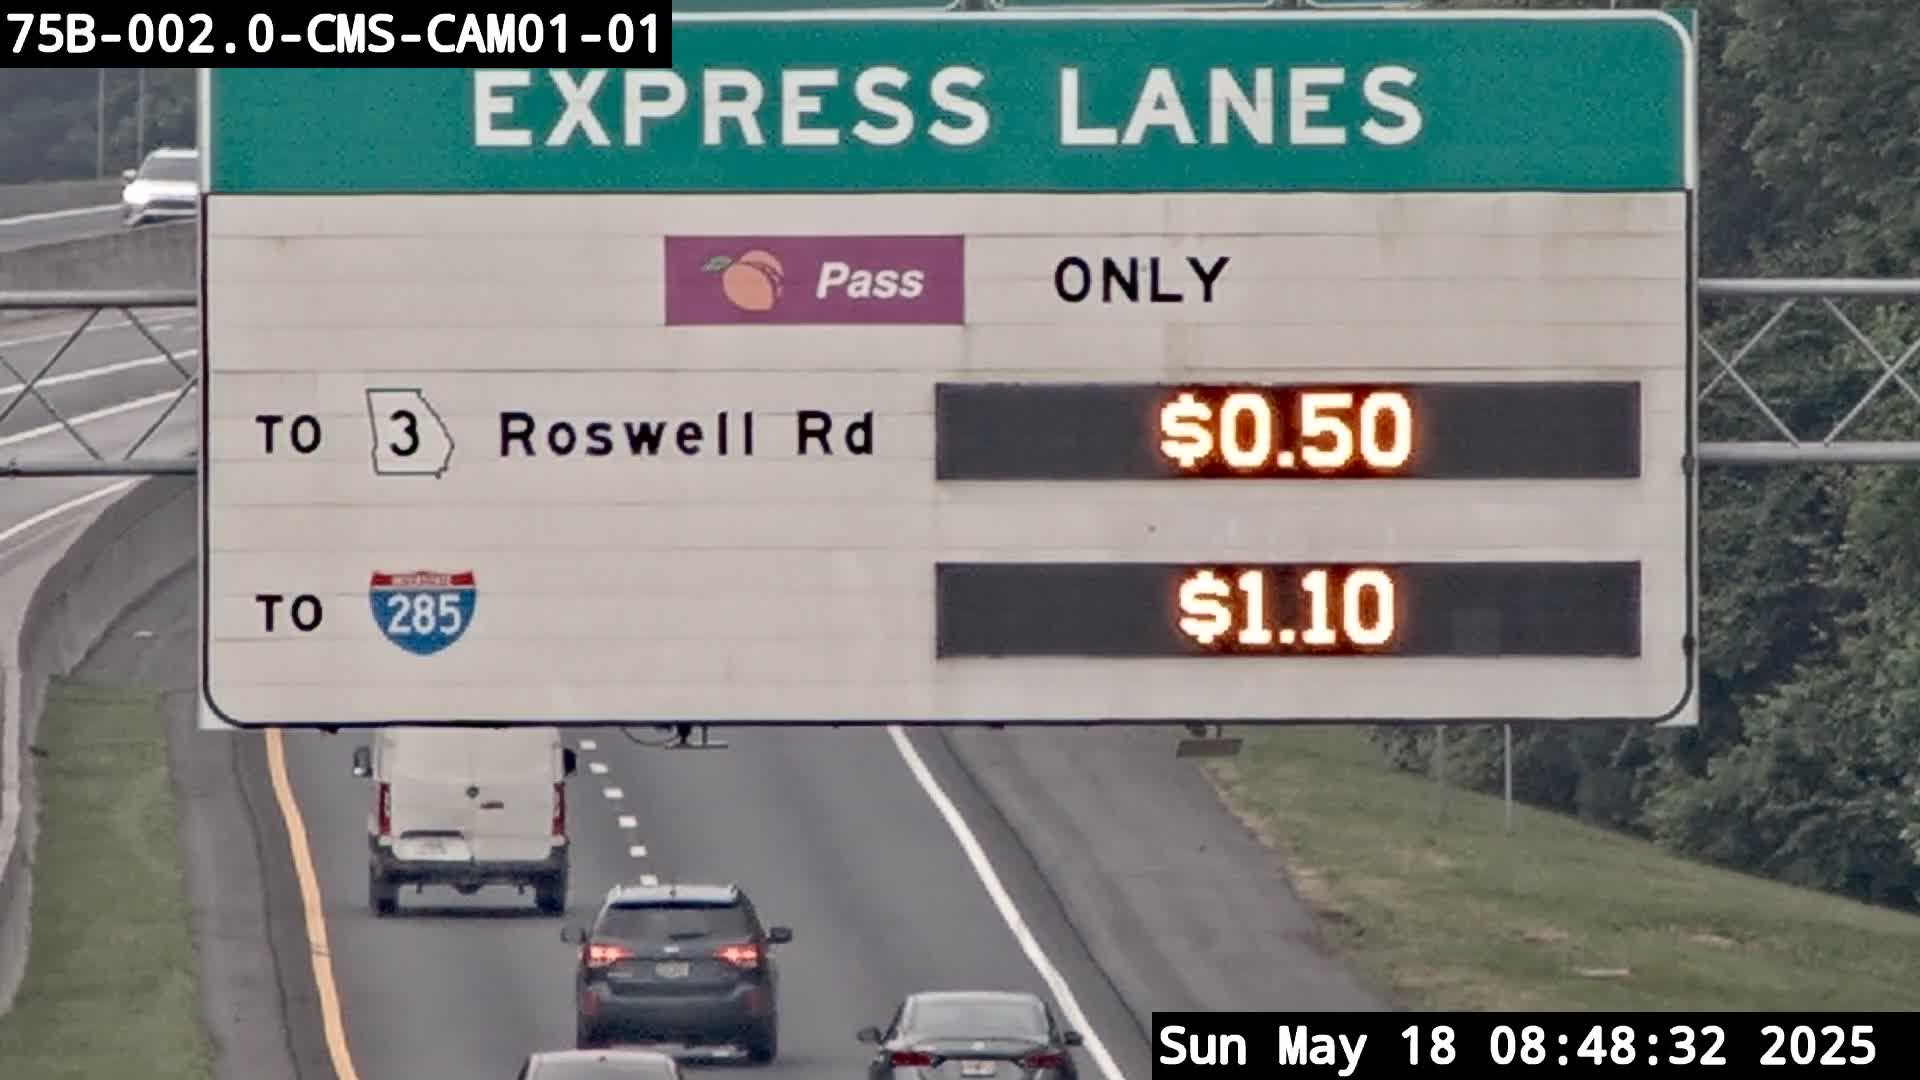 75B-002.0-CMS-CAM01-01
EXPRESS LANES
Pass ONLY
TO 3 Roswell Rd $0.50
INTERSTATE
TO 285 $1.10
Sun May 18 08:48:32 2025